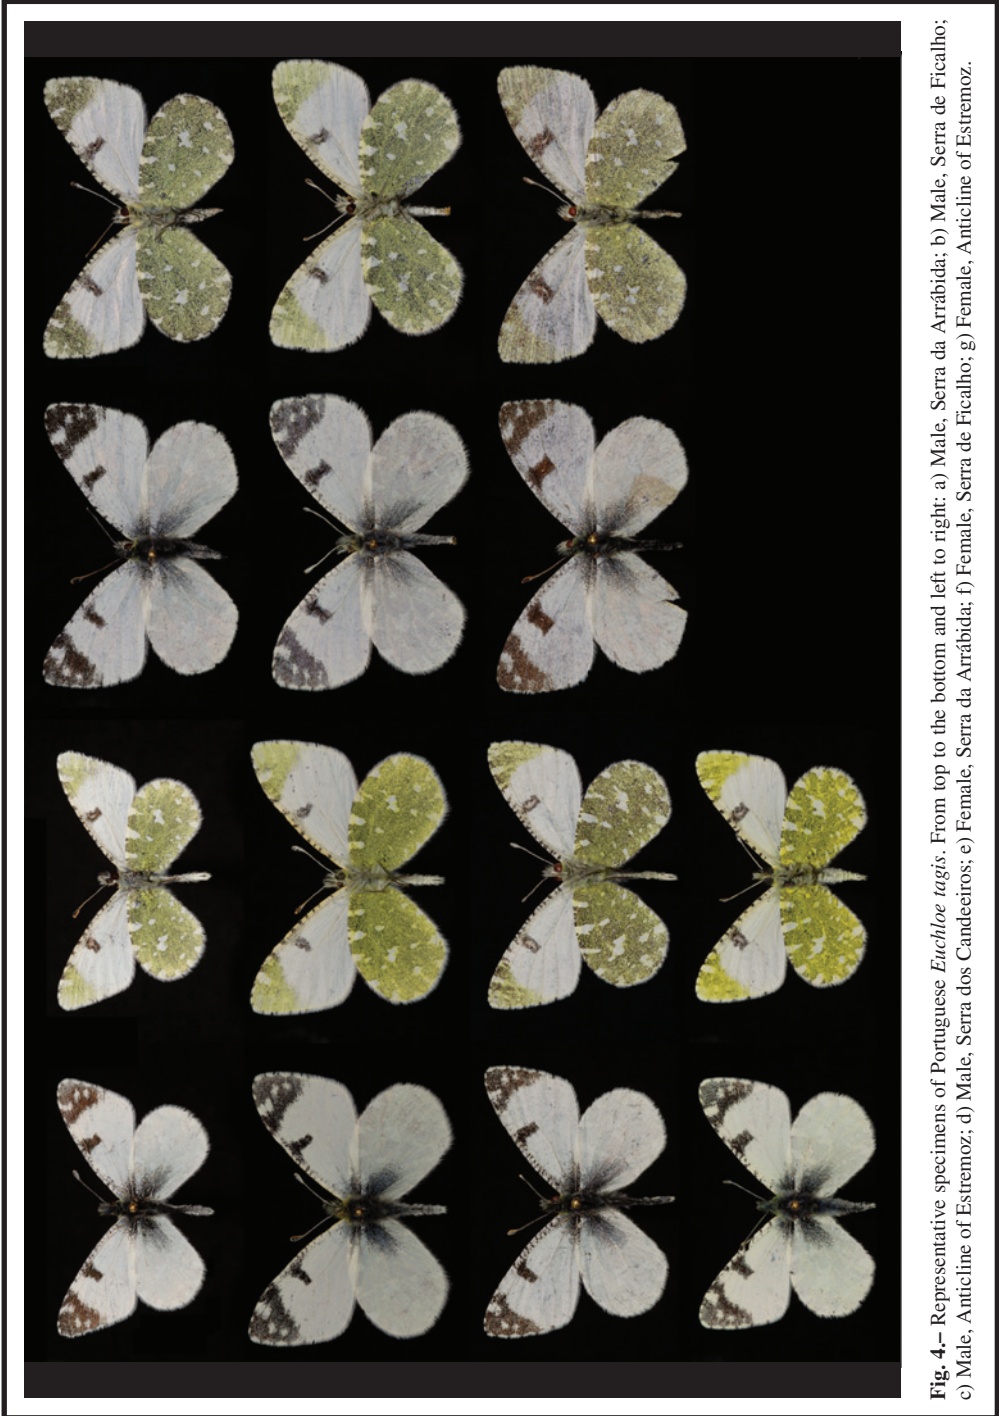 Fig. 4.– Representative specimens of Portuguese Euchloe tagis. From top to the bottom and left to right: a) Male, Serra da Arrábida; b) Male, Serra de Ficalho;
c) Male, Anticline of Estremoz; d) Male, Serra dos Candeeiros; e) Female, Serra da Arrábida; f) Female, Serra de Ficalho; g) Female, Anticline of Estremoz.